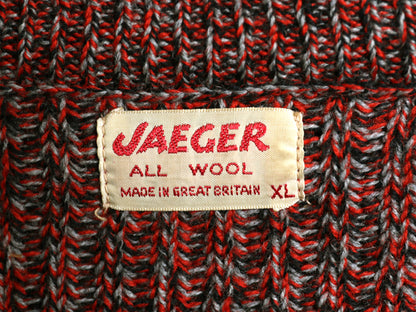 JAEGER
ALL WOOL
MADE IN GREAT BRITAIN XL